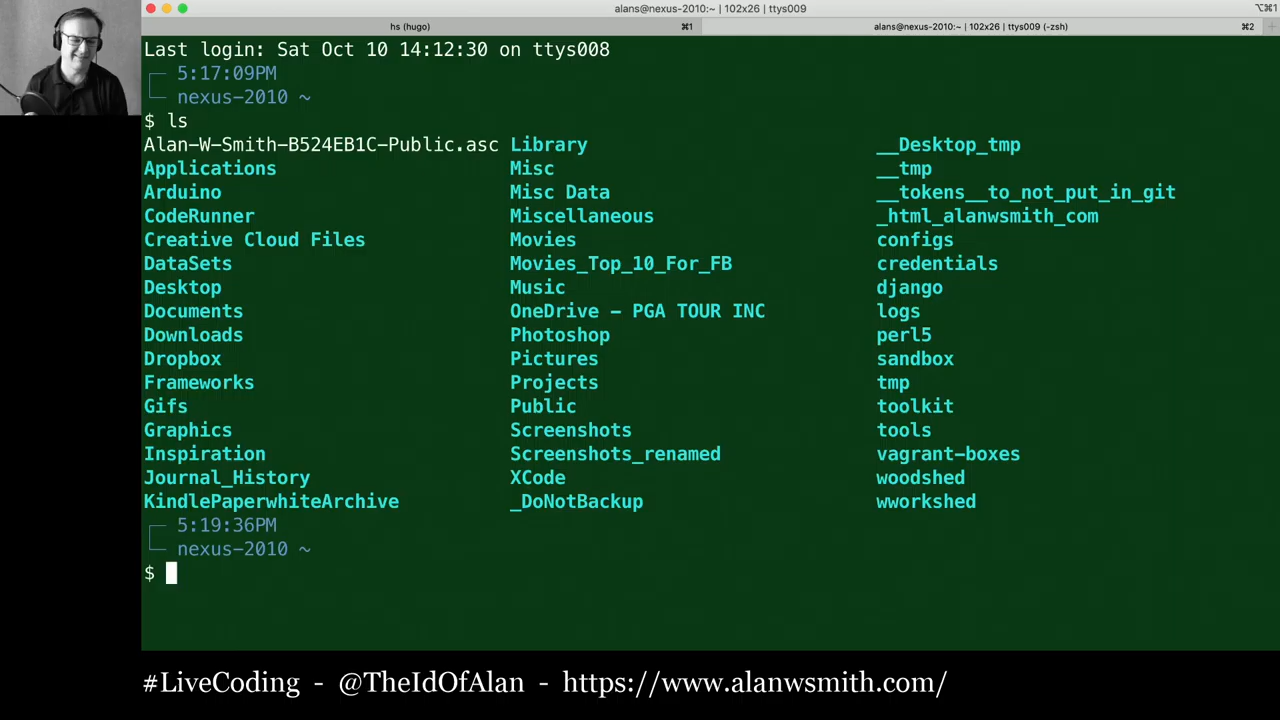 alans@nexus-2010:~ | 102x26 | ttys009 ⌥⌘1
hs (hugo) ⌘1 alans@nexus-2010:~ | 102x26 | ttys009 (-zsh) ⌘2
Last login: Sat Oct 10 14:12:30 on ttys008
5:17:09PM
nexus-2010 ~
$ ls
Alan-W-Smith-B524EB1C-Public.asc Library __Desktop_tmp
Applications Misc __tmp
Arduino Misc Data __tokens__to_not_put_in_git
CodeRunner Miscellaneous _html_alanwsmith_com
Creative Cloud Files Movies configs
DataSets Movies_Top_10_For_FB credentials
Desktop Music django
Documents OneDrive - PGA TOUR INC logs
Downloads Photoshop perl5
Dropbox Pictures sandbox
Frameworks Projects tmp
Gifs Public toolkit
Graphics Screenshots tools
Inspiration Screenshots_renamed vagrant-boxes
Journal_History XCode woodshed
KindlePaperwhiteArchive _DoNotBackup wworkshed
5:19:36PM
nexus-2010 ~
$
#LiveCoding - @TheIdOfAlan - https://www.alanwsmith.com/